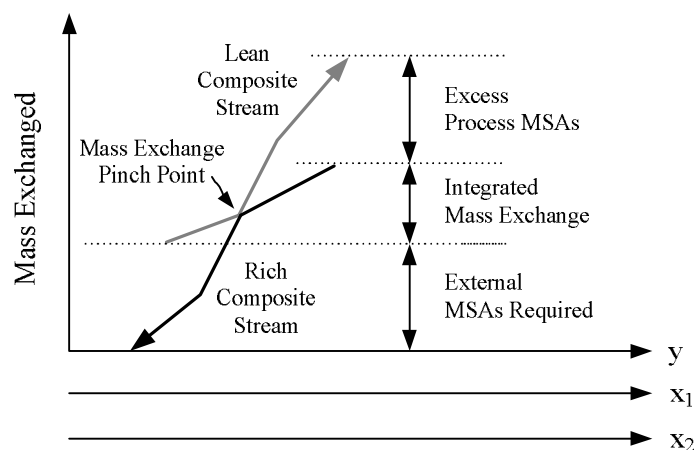 Lean
Composite
Stream
Excess
Process MSAs
Mass Exchange
Pinch Point
Integrated
Mass Exchange
Mass Exchanged
Rich
Composite
Stream
External
MSAs Required
y
x₁
x₂